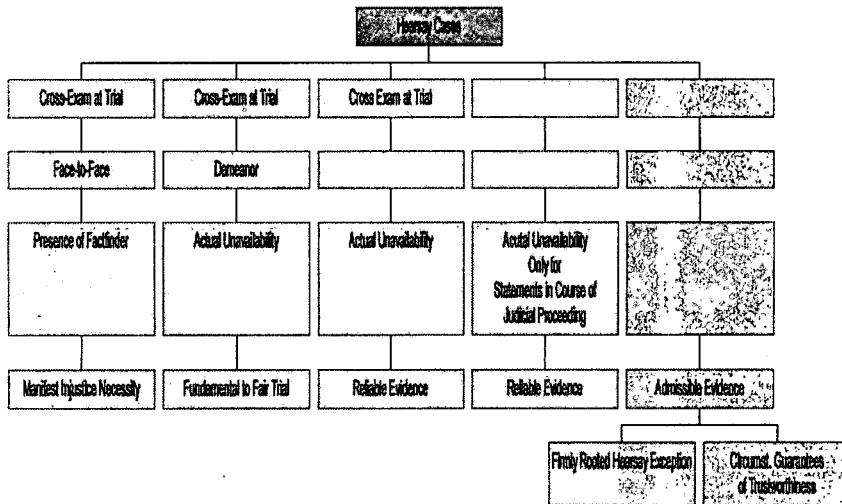 Hearsay Cases
Cross-Exam at Trial
Cross-Exam at Trial
Cross Exam at Trial
Face-to-Face
Demeanor
Presence of Factfinder
Actual Unavailability
Actual Unavailability
Acutal Unavailability
Only for
Statements in Course of
Judicial Proceeding
Manifest Injustice Necessity
Fundamental to Fair Trial
Reliable Evidence
Reliable Evidence
Admissible Evidence
Firmly Rooted Hearsay Exception
Circumst. Guarantees
of Trustworthiness